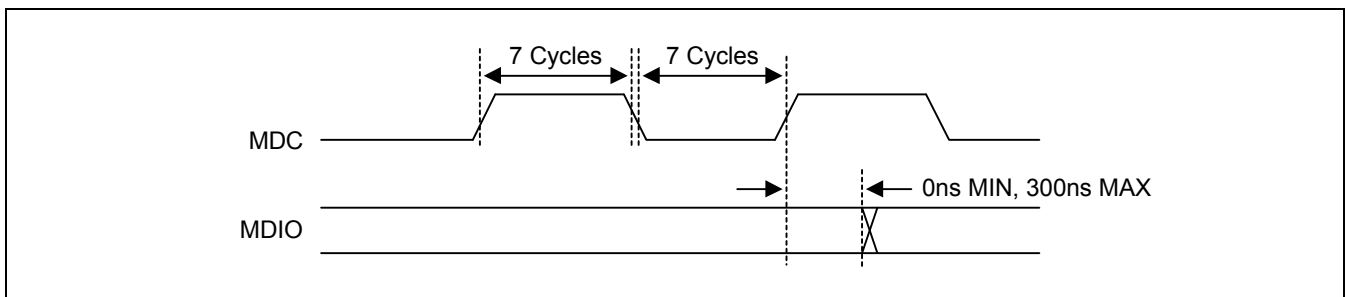 7 Cycles
7 Cycles
MDC
0ns MIN, 300ns MAX
MDIO